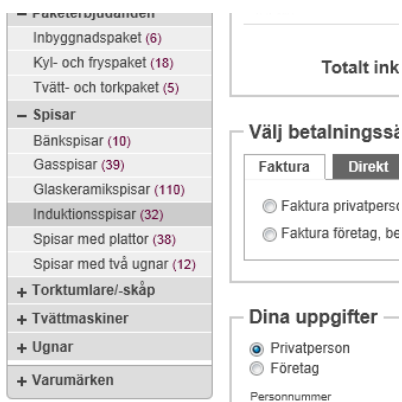 – Paketerbjudanden
Inbyggnadspaket (6)
Kyl- och fryspaket (18)
Tvätt- och torkpaket (5)
– Spisar
Bänkspisar (10)
Gasspisar (39)
Glaskeramikspisar (110)
Induktionsspisar (32)
Spisar med plattor (38)
Spisar med två ugnar (12)
+ Torktumlare/-skåp
+ Tvättmaskiner
+ Ugnar
+ Varumärken
Totalt ink
Välj betalningssä
Faktura Direkt
Faktura privatperso
Faktura företag, be
Dina uppgifter
Privatperson
Företag
Personnummer